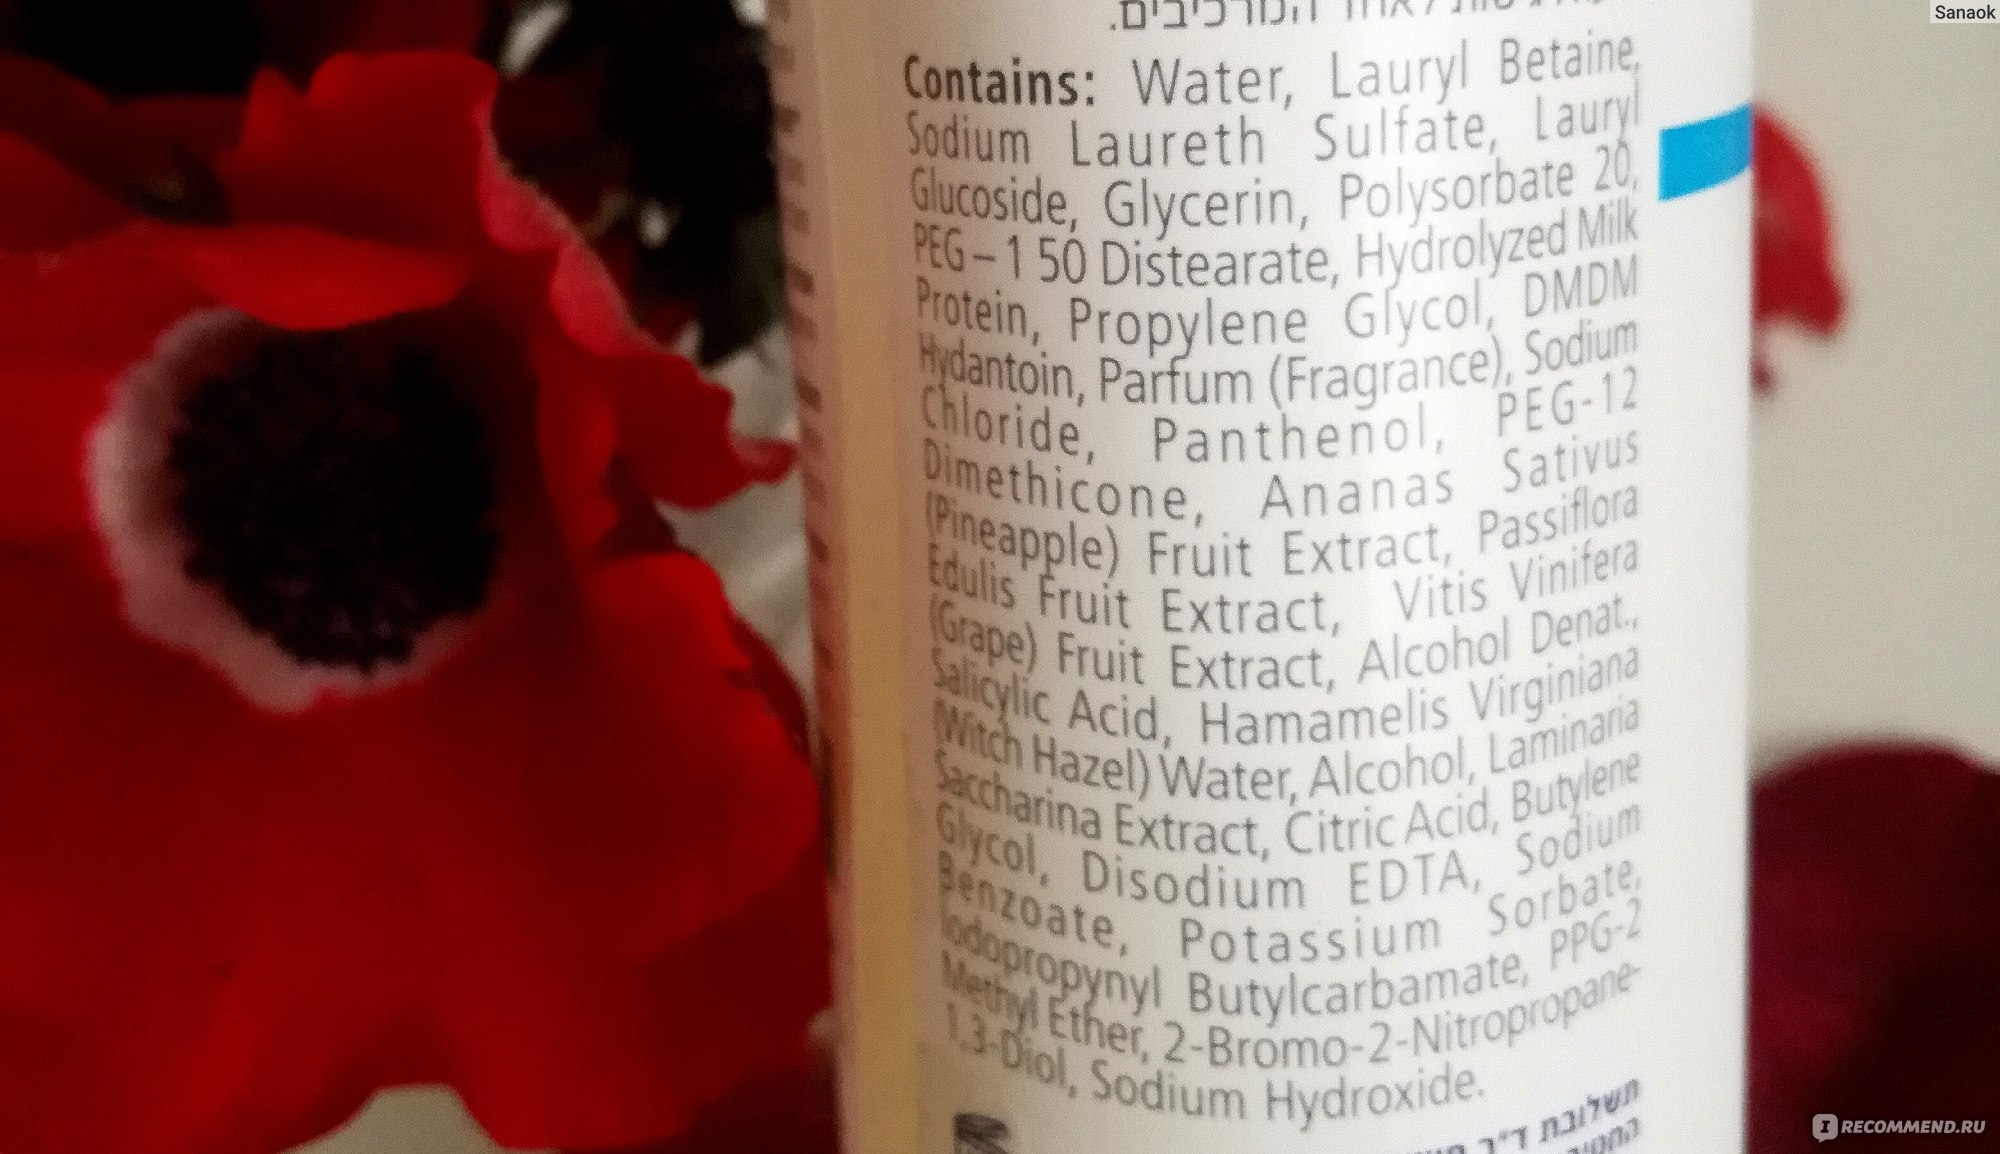 Sanaok
המרכיבים.
Contains: Water, Lauryl Betaine,
Sodium Laureth Sulfate, Lauryl
Glucoside, Glycerin, Polysorbate 20,
PEG–1 50 Distearate, Hydrolyzed Milk
Protein, Propylene Glycol, DMDM
Hydantoin, Parfum (Fragrance), Sodium
Chloride, Panthenol, PEG-12
Dimethicone, Ananas Sativus
(Pineapple) Fruit Extract, Passiflora
Edulis Fruit Extract, Vitis Vinifera
(Grape) Fruit Extract, Alcohol Denat.,
Salicylic Acid, Hamamelis Virginiana
(Witch Hazel) Water, Alcohol, Laminaria
Saccharina Extract, Citric Acid, Butylene
Glycol, Disodium EDTA, Sodium
Benzoate, Potassium Sorbate,
Iodopropynyl Butylcarbamate, PPG-2
Methyl Ether, 2-Bromo-2-Nitropropane-
1,3-Diol, Sodium Hydroxide.
תשלובת ד"ר
I RECOMMEND.RU